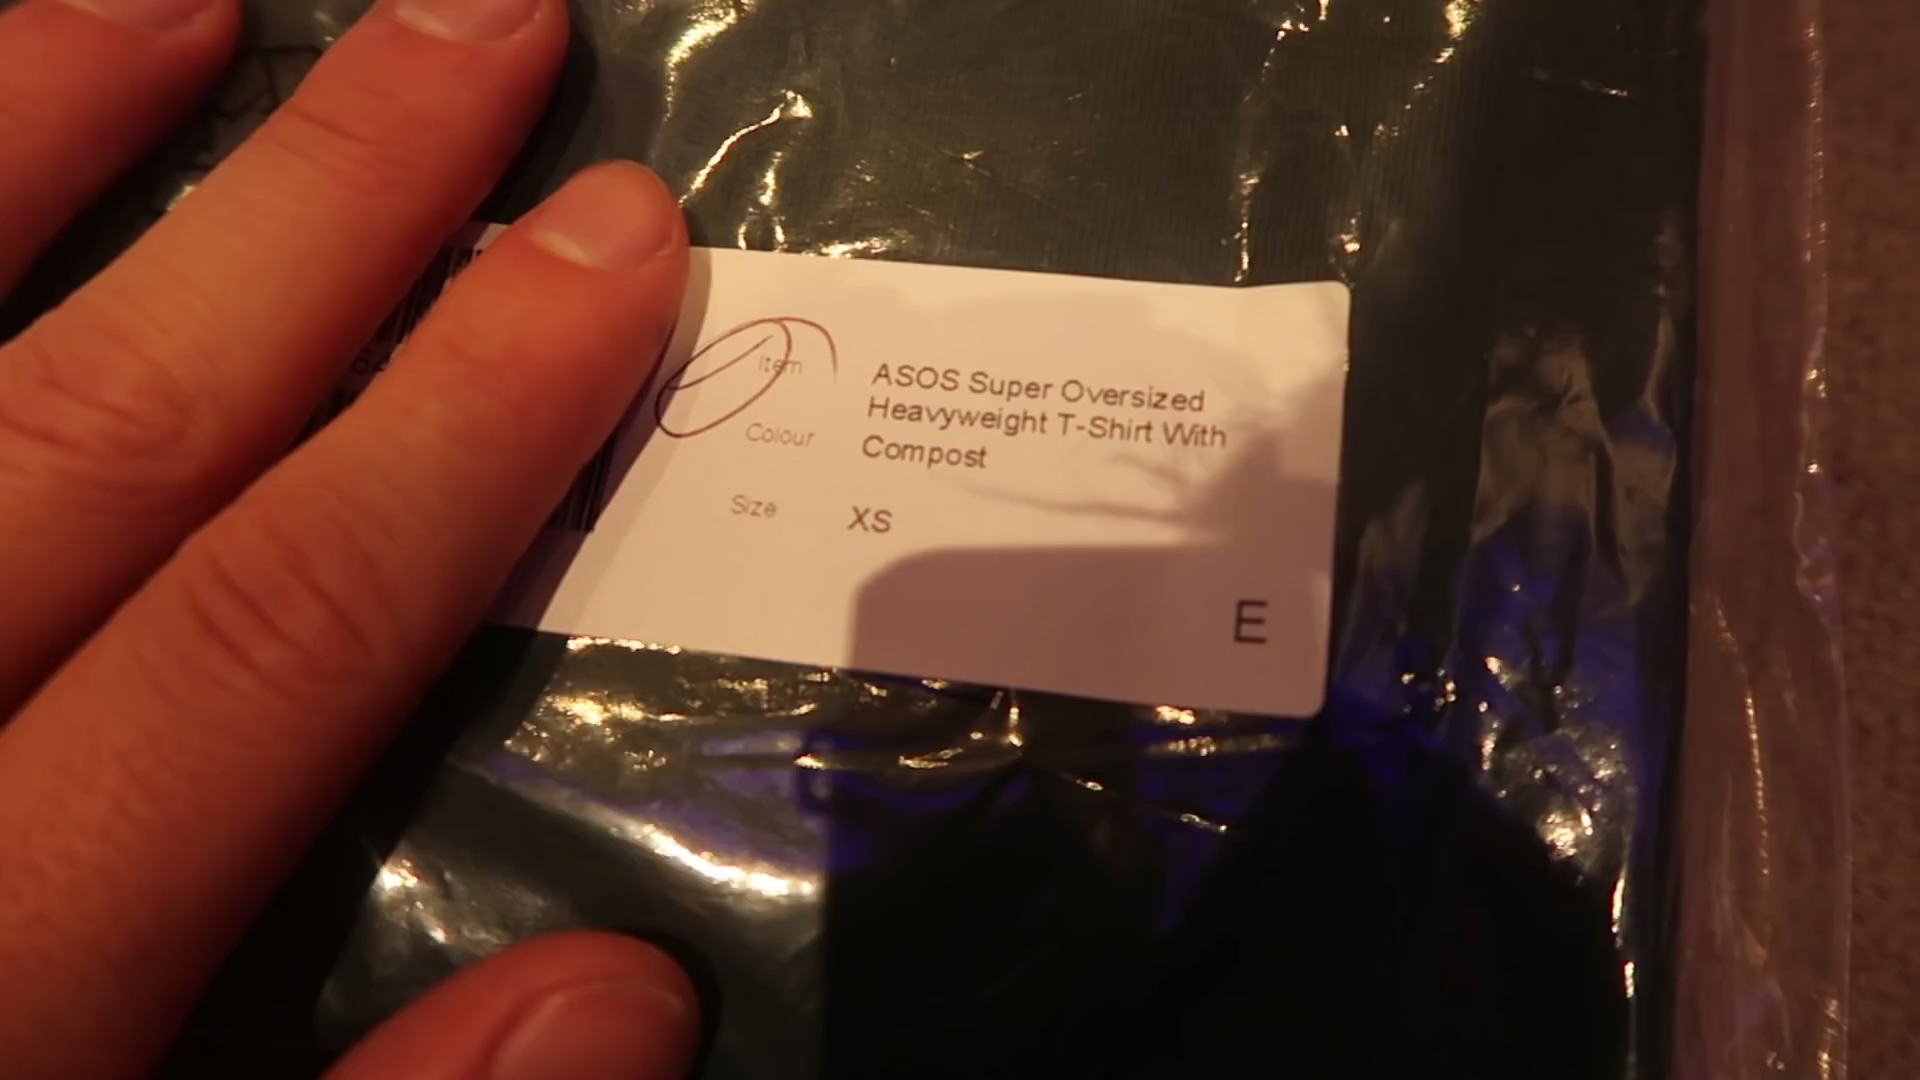 Item ASOS Super Oversized
Heavyweight T-Shirt With
Colour Compost
Size XS
E